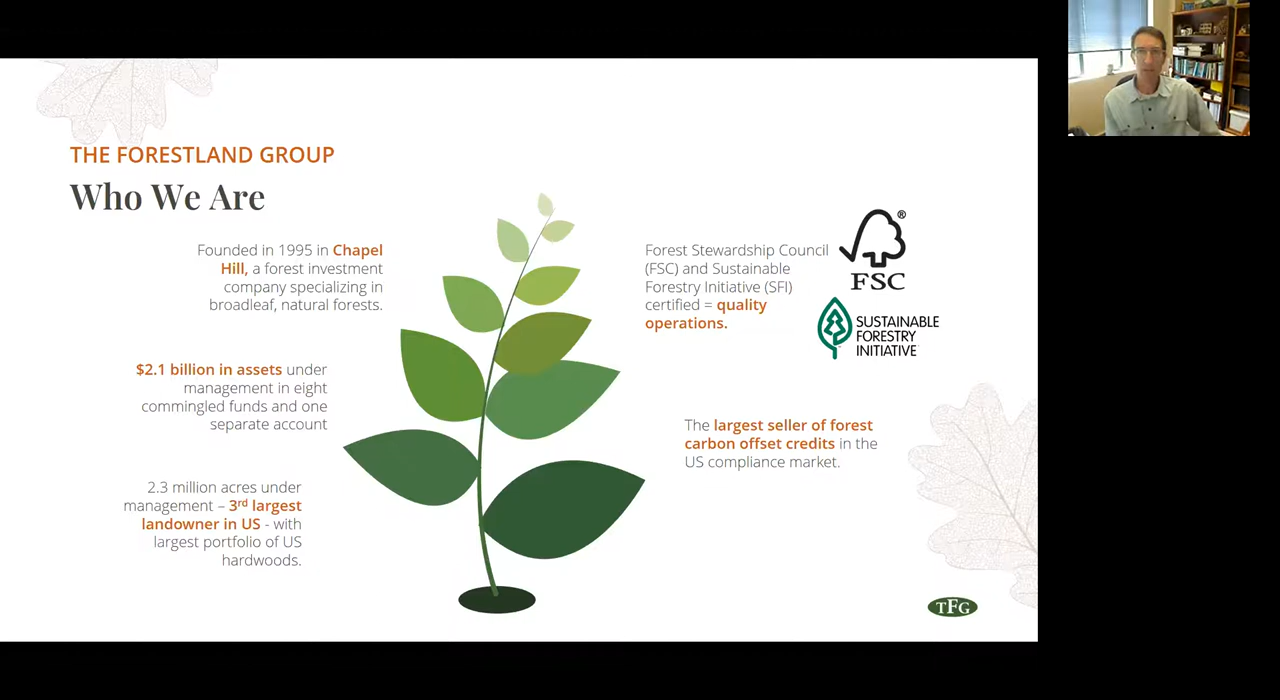 THE FORESTLAND GROUP
Who We Are
Founded in 1995 in Chapel
Hill, a forest investment
company specializing in
broadleaf, natural forests.
$2.1 billion in assets under
management in eight
commingled funds and one
separate account
2.3 million acres under
management – 3rd largest
landowner in US - with
largest portfolio of US
hardwoods.
Forest Stewardship Council
(FSC) and Sustainable
Forestry Initiative (SFI)
certified = quality
operations.
®
FSC
SUSTAINABLE
FORESTRY
INITIATIVE
The largest seller of forest
carbon offset credits in the
US compliance market.
TFG